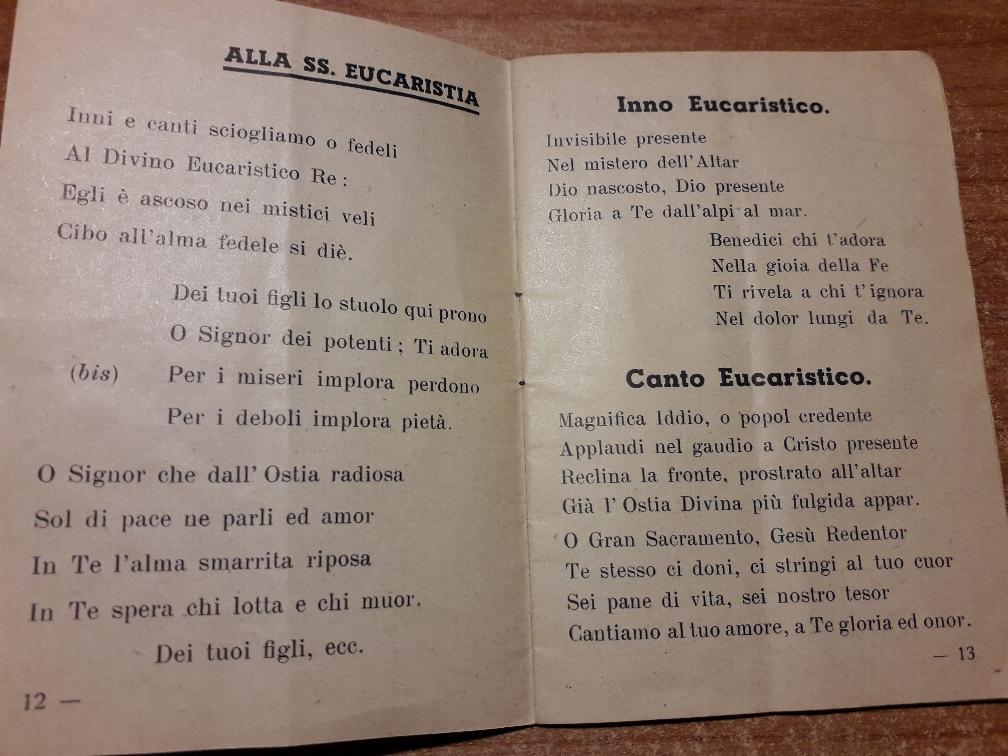 ALLA SS. EUCARISTIA
Inni e canti sciogliamo o fedeli
Al Divino Eucaristico Re :
Egli è ascoso nei mistici veli
Cibo all'alma fedele si diè.
Dei tuoi figli lo stuolo qui prono
O Signor dei potenti ; Ti adora
(bis) Per i miseri implora perdono
Per i deboli implora pietà.
O Signor che dall' Ostia radiosa
Sol di pace ne parli ed amor
In Te l'alma smarrita riposa
In Te spera chi lotta e chi muor.
Dei tuoi figli, ecc.
12 —
Inno Eucaristico.
Invisibile presente
Nel mistero dell'Altar
Dio nascosto, Dio presente
Gloria a Te dall'alpi al mar.
Benedici chi t'adora
Nella gioia della Fe
Ti rivela a chi t'ignora
Nel dolor lungi da Te.
Canto Eucaristico.
Magnifica Iddio, o popol credente
Applaudi nel gaudio a Cristo presente
Reclina la fronte, prostrato all'altar
Già l' Ostia Divina più fulgida appar.
O Gran Sacramento, Gesù Redentor
Te stesso ci doni, ci stringi al tuo cuor
Sei pane di vita, sei nostro tesor
Cantiamo al tuo amore, a Te gloria ed onor.
— 13